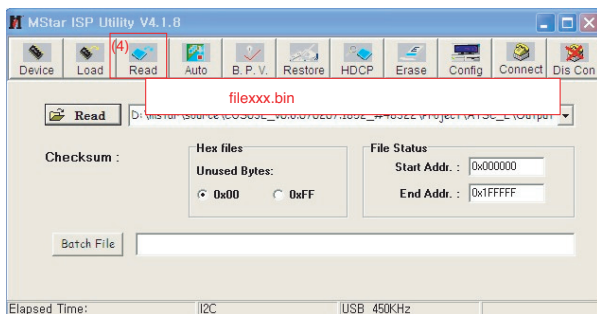 MStar ISP Utility V4.1.8
(4)
Device Load Read Auto B. P. V. Restore HDCP Erase Config Connect Dis Con
filexxx.bin
Read
Hex files
File Status
Checksum :
Unused Bytes:
Start Addr. : 0x000000
0x00 0xFF
End Addr. : 0x1FFFFF
Batch File
Elapsed Time: I2C USB 450KHz